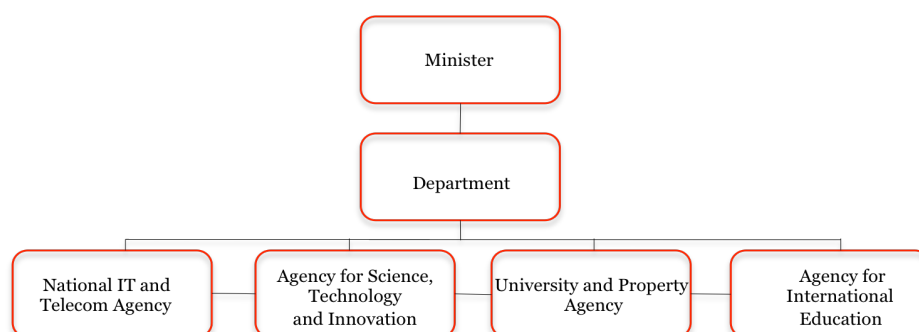 Minister
Department
National IT and
Telecom Agency
Agency for Science,
Technology
and Innovation
University and Property
Agency
Agency for
International
Education